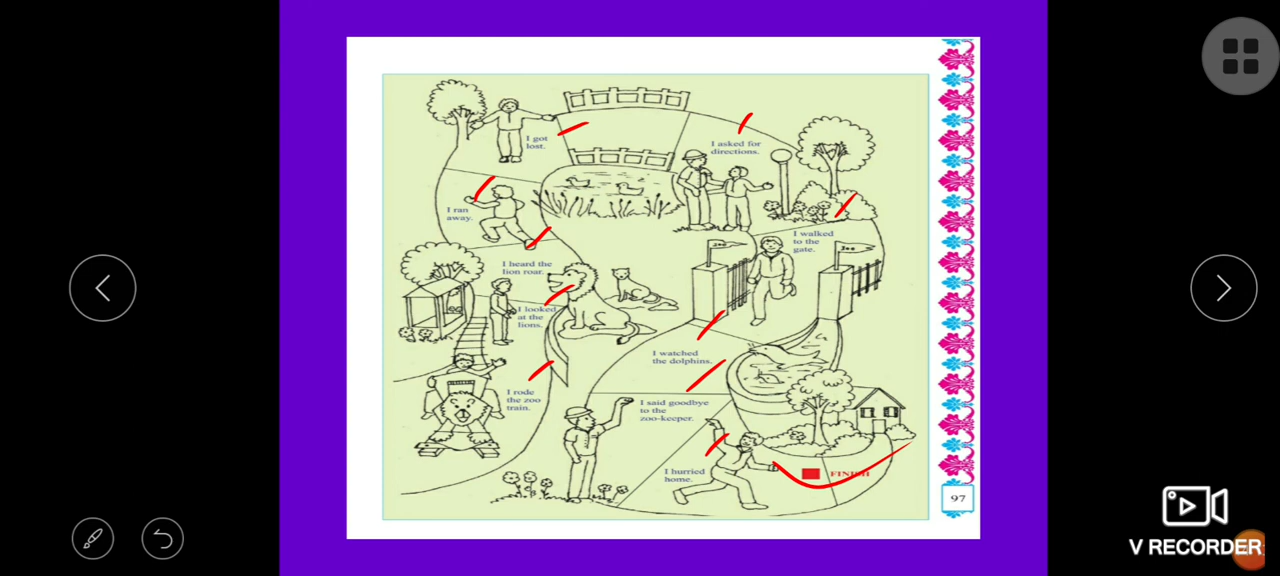 I got
lost.
I asked for
directions.
I ran
away.
I walked
to the
gate.
I heard the
lion roar.
I looked
at the
lions.
I watched
the dolphins.
I rode
the zoo
train.
I said goodbye
to the
zoo-keeper.
I hurried
home.
FINISH
97
V RECORDER